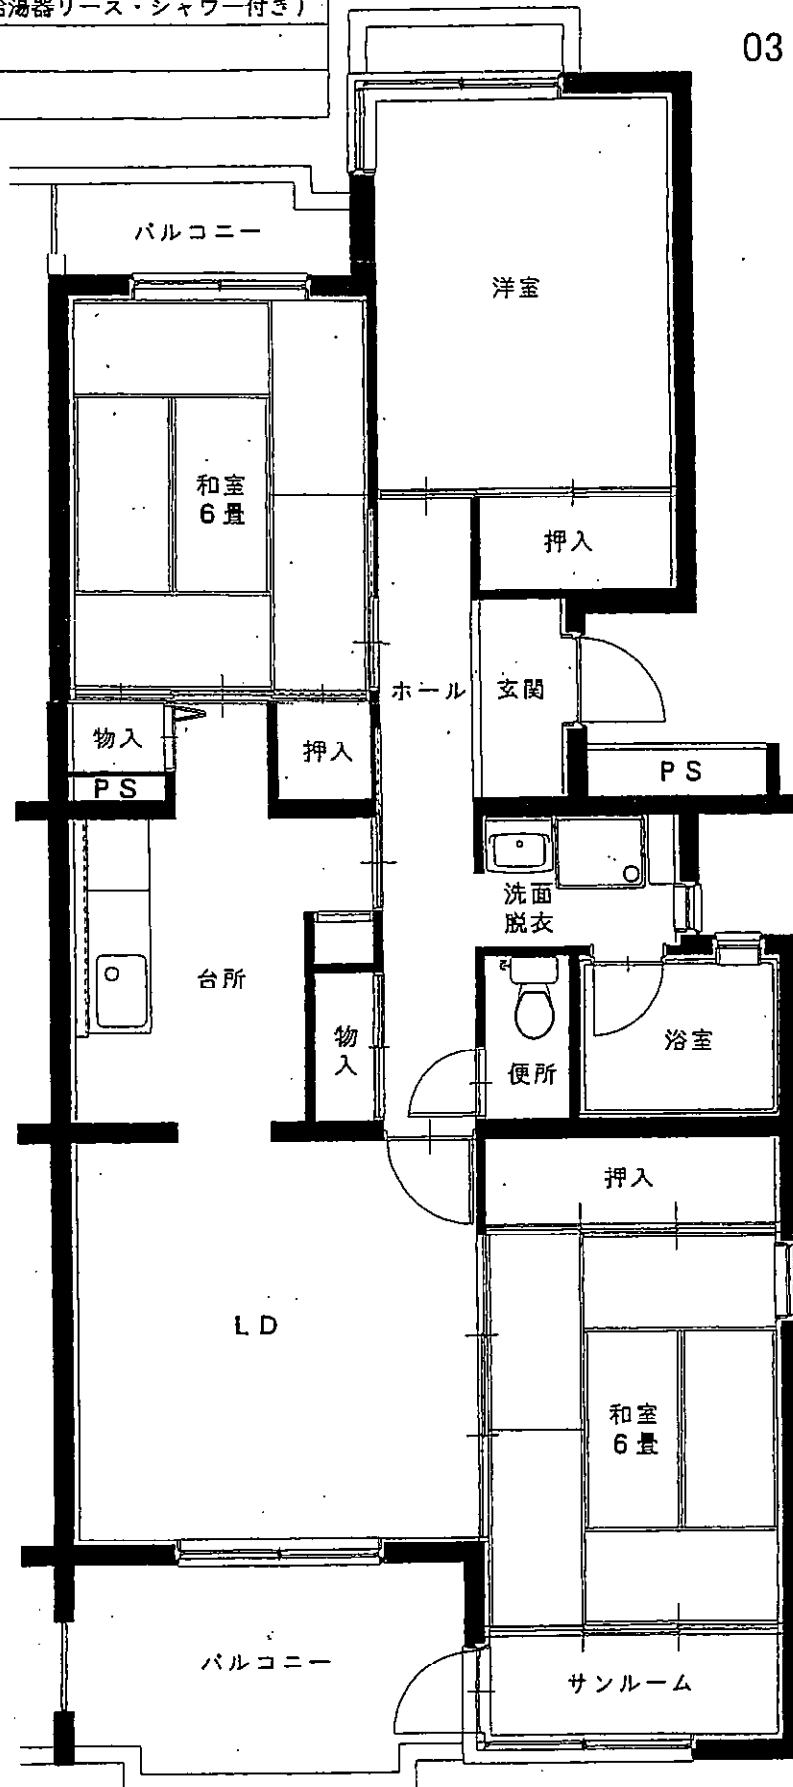 給湯器リース・シャワー付き）
03
バルコニー
洋室
和室
6畳
押入
ホール
玄関
物入
押入
PS
PS
洗面
脱衣
台所
物
入
便所
浴室
押入
LD
和室
6畳
バルコニー
サンルーム